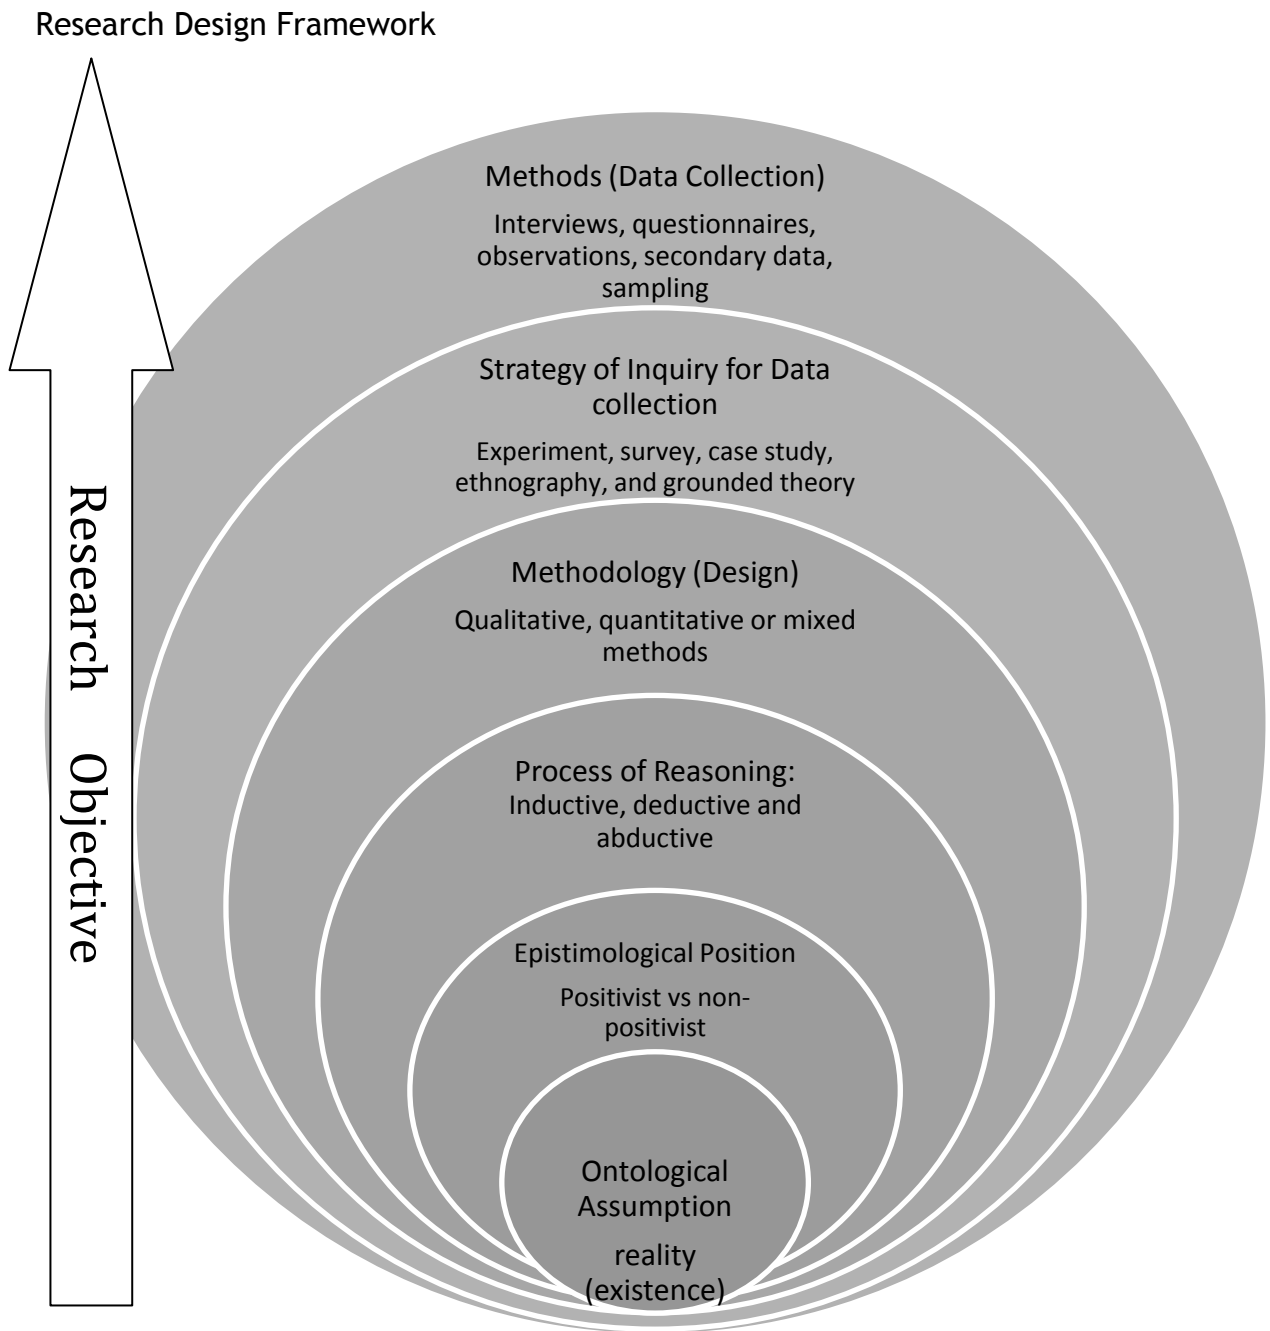 Research Design Framework
Methods (Data Collection)
Interviews, questionnaires,
observations, secondary data,
sampling
Strategy of Inquiry for Data
collection
Experiment, survey, case study,
ethnography, and grounded theory
Methodology (Design)
Qualitative, quantitative or mixed
methods
Process of Reasoning:
Inductive, deductive and
abductive
Epistimological Position
Positivist vs non-
positivist
Ontological
Assumption
reality
(existence)
Research Objective